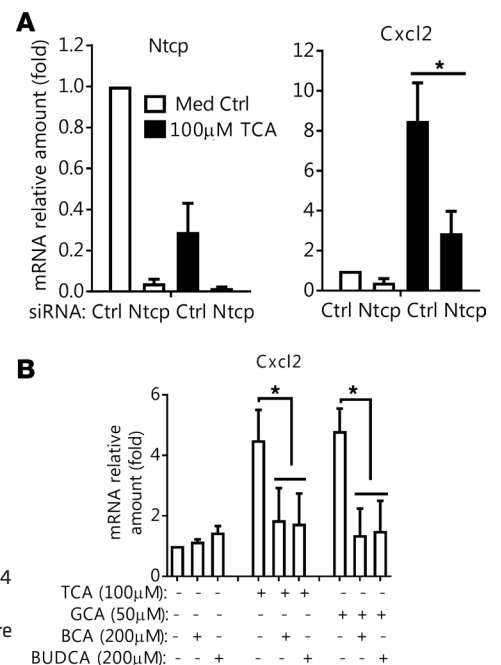 A
Ntcp
Cxcl2
mRNA relative amount (fold)
1.2
1.0
0.8
0.6
0.4
0.2
0.0
Med Ctrl
100µM TCA
12
10
8
6
4
2
0
*
siRNA: Ctrl Ntcp Ctrl Ntcp
Ctrl Ntcp Ctrl Ntcp
B
Cxcl2
mRNA relative
amount (fold)
6
4
2
0
*
*
TCA (100µM): - - - + + + - - -
GCA (50µM): - - - - - - + + +
BCA (200µM): - + - - + - - + -
BUDCA (200µM): - - + - - + - - +
4
re